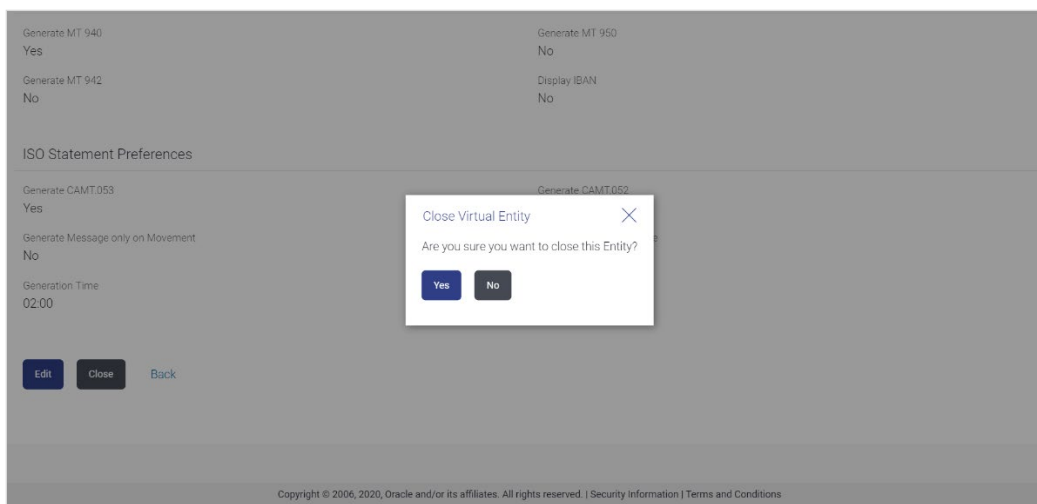 Generate MT 940
Generate MT 950
Yes
No
Generate MT 942
Display IBAN
No
No
ISO Statement Preferences
Generate CAMT.053
Generate CAMT.052
Yes
Close Virtual Entity
Generate Message only on Movement
Are you sure you want to close this Entity?
No
Yes
No
Generation Time
02:00
Edit
Close
Back
Copyright © 2006, 2020, Oracle and/or its affiliates. All rights reserved. | Security Information | Terms and Conditions